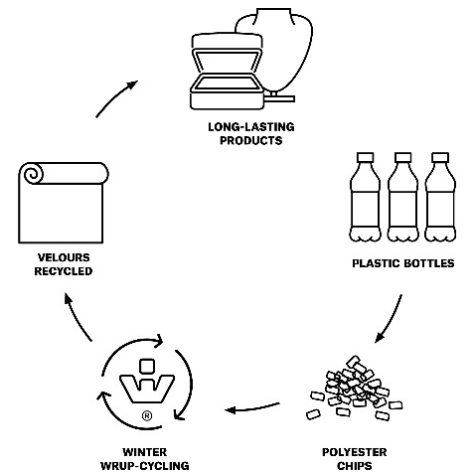 LONG-LASTING
PRODUCTS
PLASTIC BOTTLES
VELOURS
RECYCLED
®
WINTER
WRUP-CYCLING
POLYESTER
CHIPS